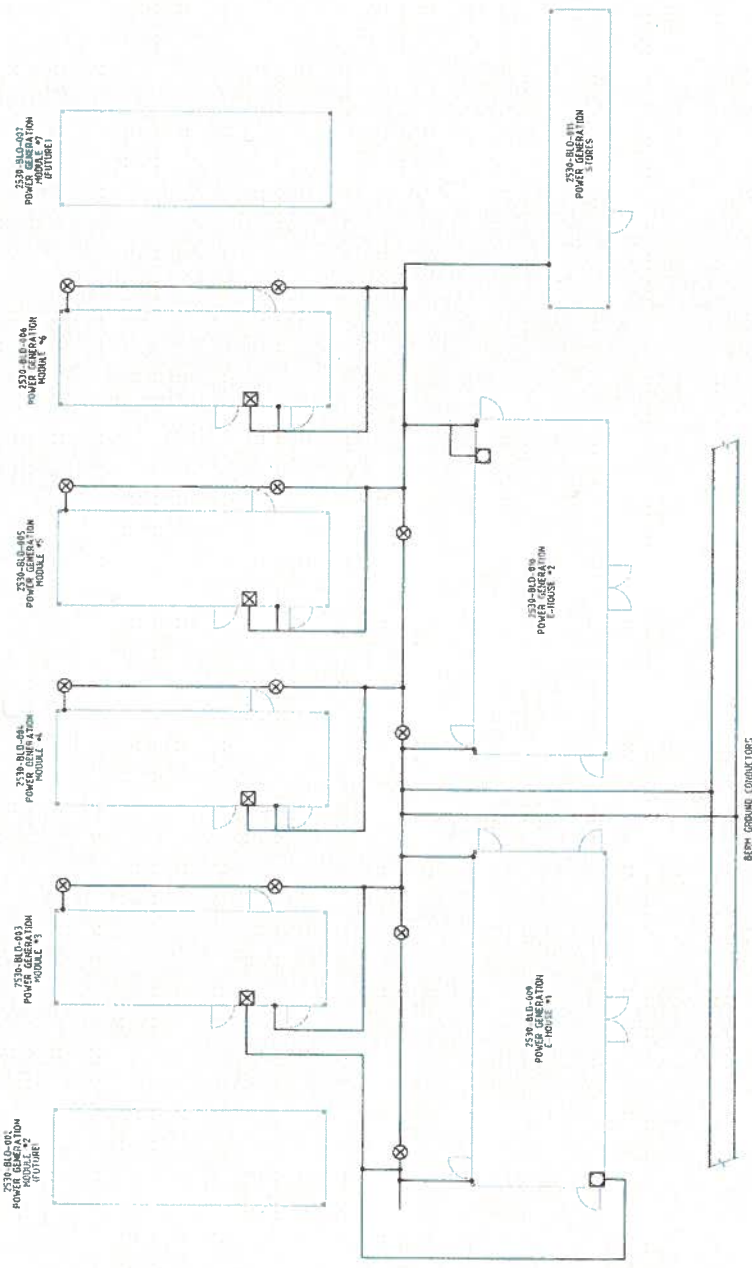 2530-BLD-007
POWER GENERATION
MODULE #7
(FUTURE)
2530-BLD-006
POWER GENERATION
MODULE #6
2530-BLD-005
POWER GENERATION
MODULE #5
2530-BLD-004
POWER GENERATION
MODULE #4
2530-BLD-003
POWER GENERATION
MODULE #3
2530-BLD-002
POWER GENERATION
MODULE #2
(FUTURE)
2530-BLD-011
POWER GENERATION
STORES
2530-BLD-010
POWER GENERATION
E-HOUSE #2
2530-BLD-009
POWER GENERATION
E-HOUSE #1
BERM GROUND CONDUCTORS